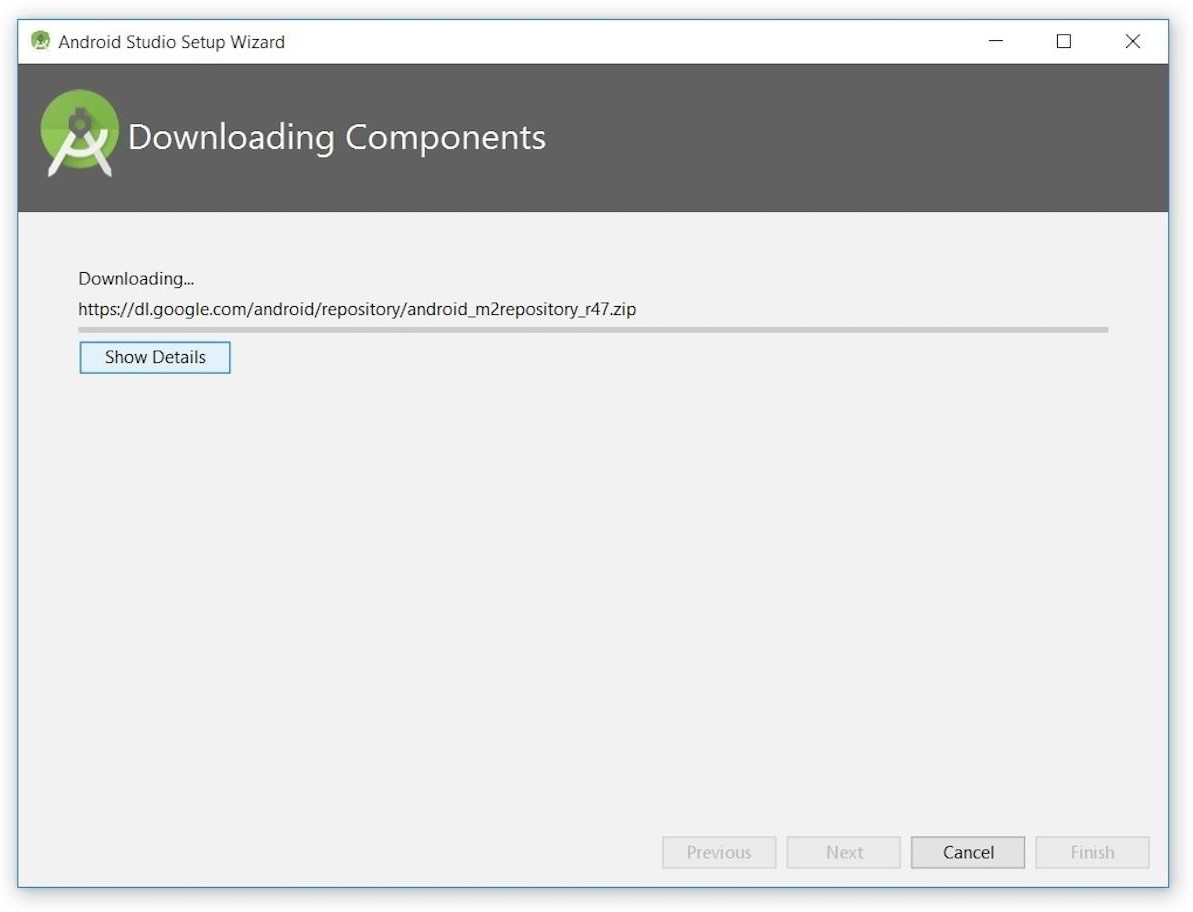 Android Studio Setup Wizard
Downloading Components
Downloading...
https://dl.google.com/android/repository/android_m2repository_r47.zip
Show Details
Previous Next Cancel Finish